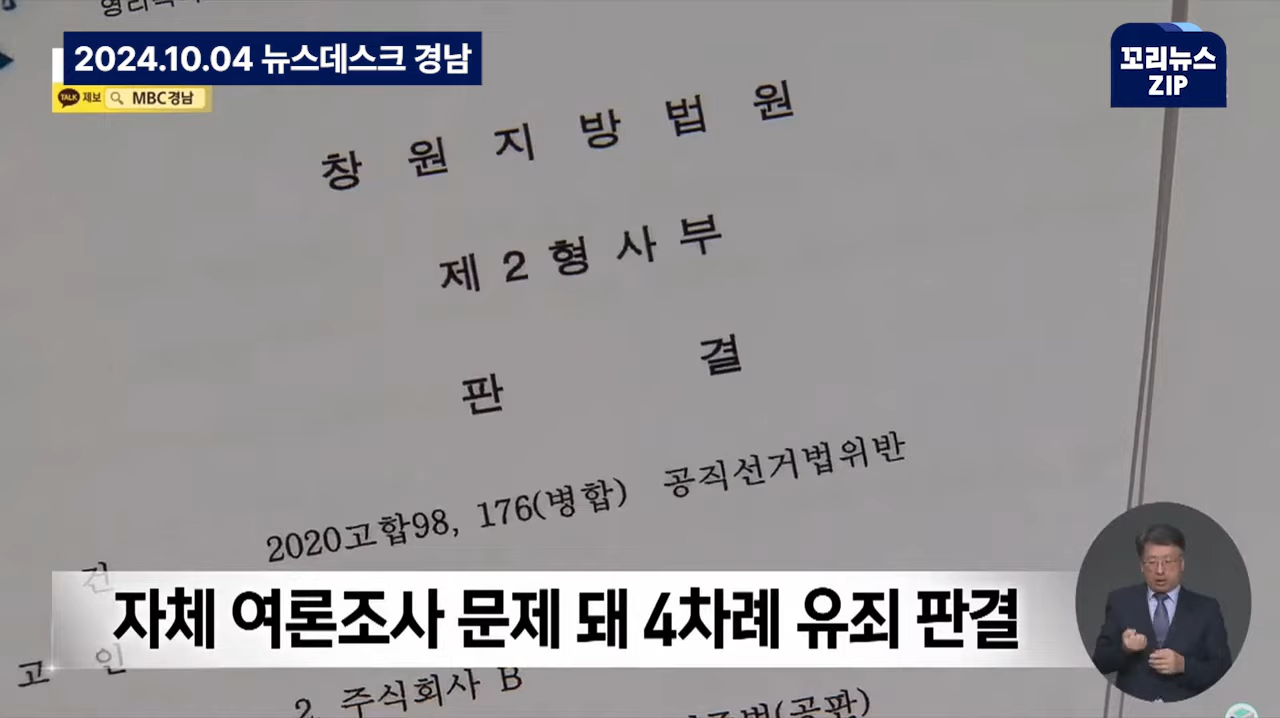 2024.10.04 뉴스데스크 경남
꼬리뉴스
ZIP
TALK 제보 MBC경남
창 원 지 방 법 원
제 2 형 사 부
판 결
2020고합98, 176(병합) 공직선거법위반
건
자체 여론조사 문제 돼 4차례 유죄 판결
고 인
2. 주식회사 B
(공판)